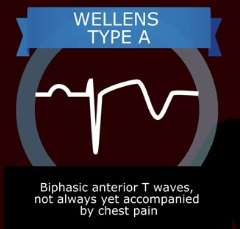 WELLENS
TYPE A
Biphasic anterior T waves,
not always yet accompanied
by chest pain